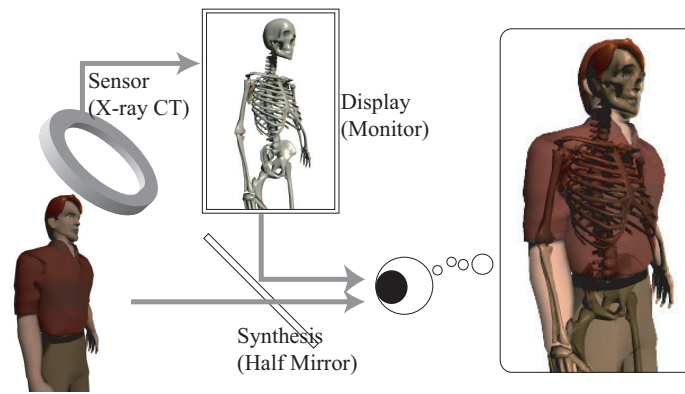 Sensor
(X-ray CT)
Display
(Monitor)
Synthesis
(Half Mirror)